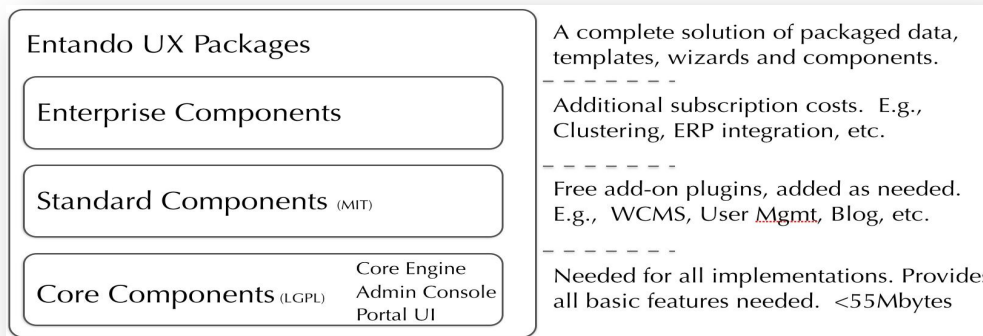 Entando UX Packages
A complete solution of packaged data,
templates, wizards and components.
Enterprise Components
Additional subscription costs. E.g.,
Clustering, ERP integration, etc.
Standard Components (MIT)
Free add-on plugins, added as needed.
E.g., WCMS, User Mgmt, Blog, etc.
Core Components (LGPL)
Core Engine
Admin Console
Portal UI
Needed for all implementations. Provides
all basic features needed. <55Mbytes